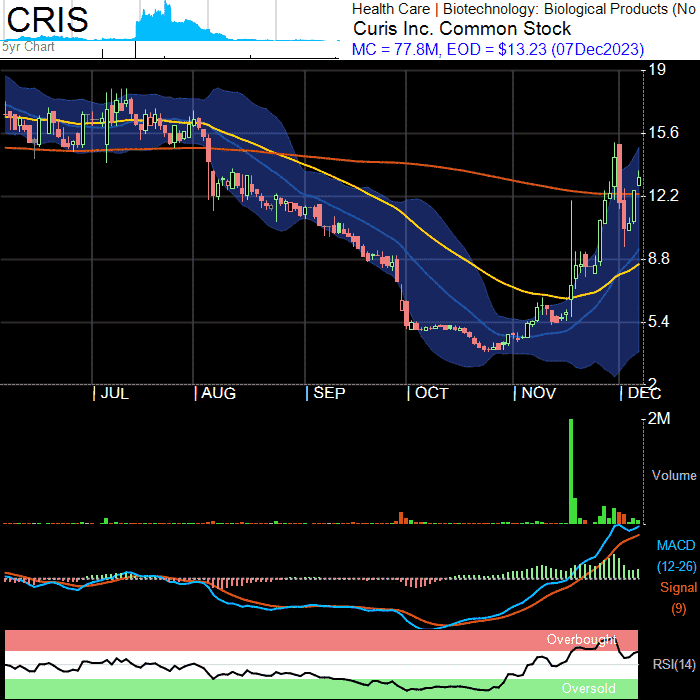 CRIS
5yr Chart
Health Care | Biotechnology: Biological Products (No
Curis Inc. Common Stock
MC = 77.8M, EOD = $13.23 (07Dec2023)
19
15.6
12.2
8.8
5.4
2
JUL AUG SEP OCT NOV DEC
2M
Volume
MACD
(12-26)
Signal
(9)
Overbought
RSI(14)
Oversold